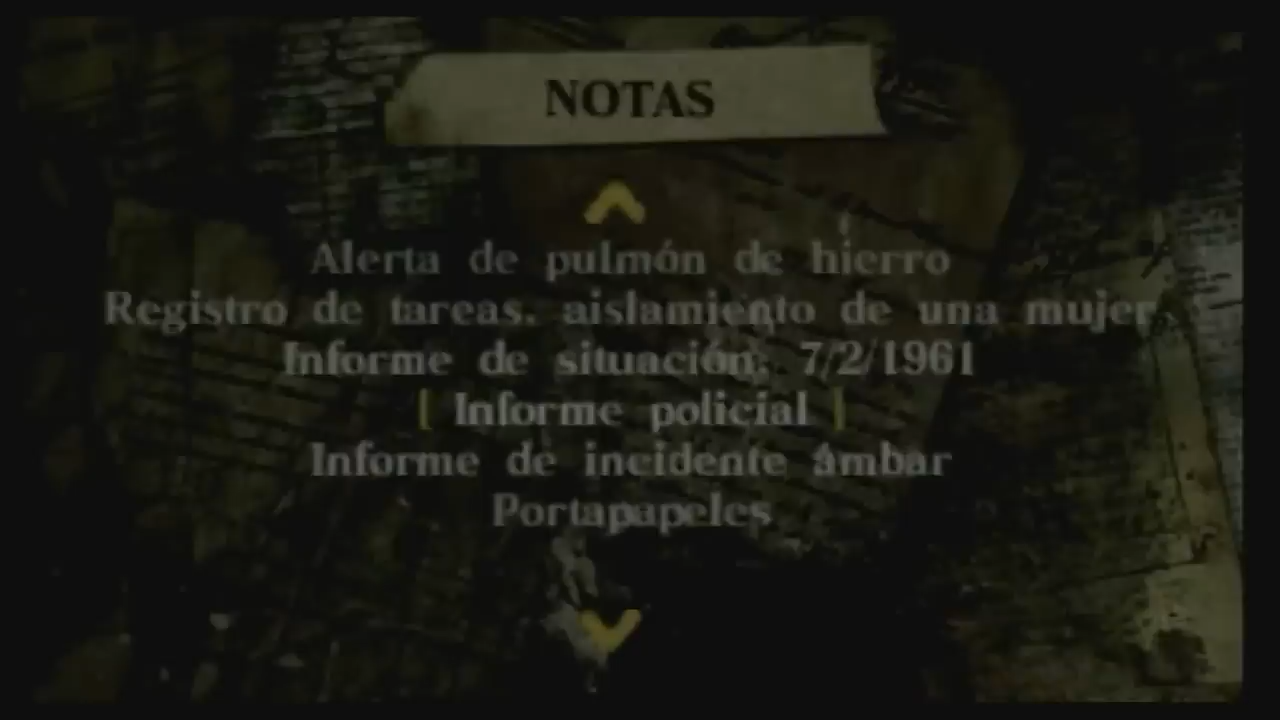 NOTAS
Alerta de pulmón de hierro
Registro de tareas. aislamiento de una mujer
Informe de situación. 7/2/1961
[ Informe policial ]
Informe de incidente ámbar
Portapapeles